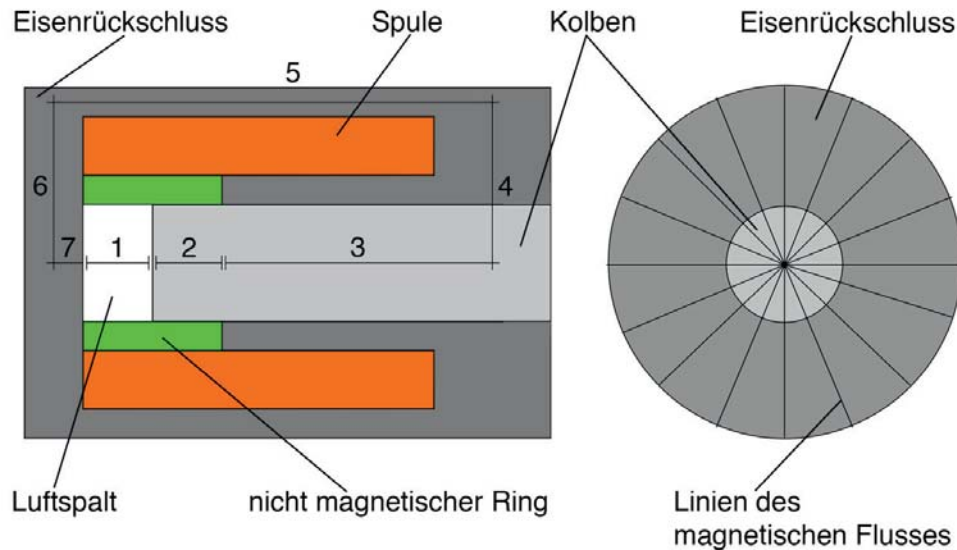 Eisenrückschluss
Spule
Kolben
Eisenrückschluss
5
6
4
7
1
2
3
Luftspalt
nicht magnetischer Ring
Linien des
magnetischen Flusses